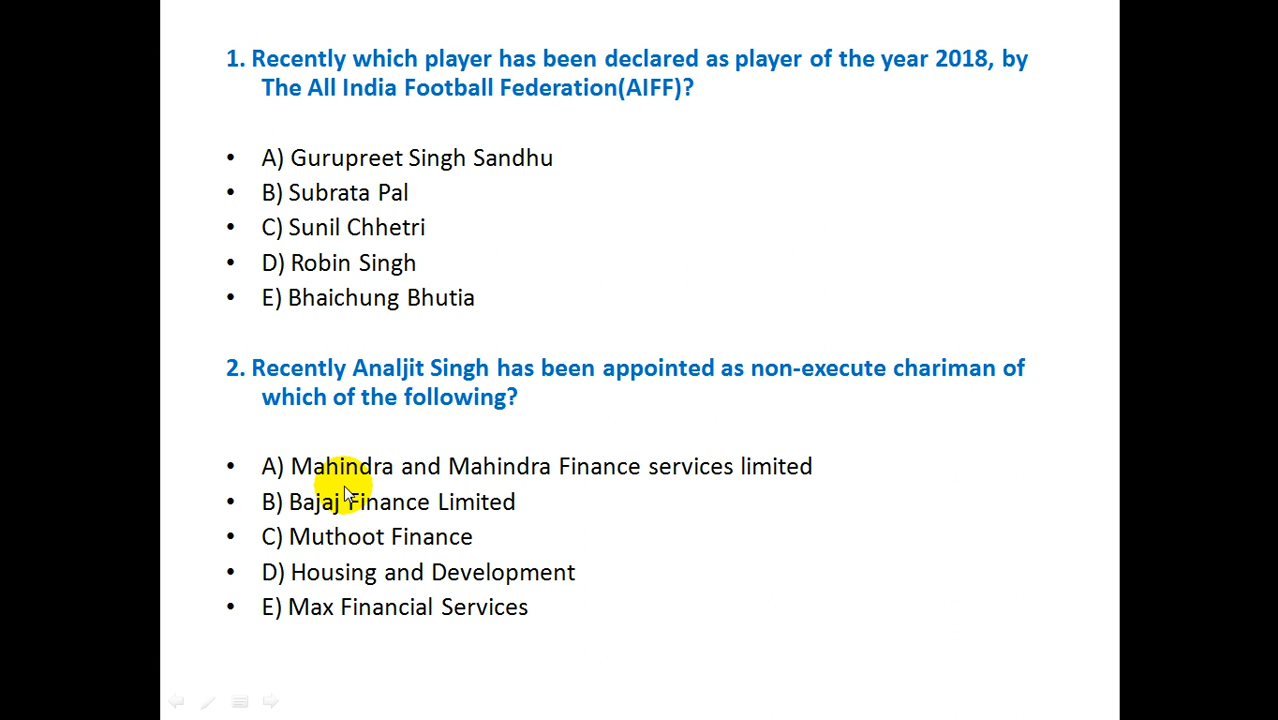 1. Recently which player has been declared as player of the year 2018, by
The All India Football Federation(AIFF)?
• A) Gurupreet Singh Sandhu
• B) Subrata Pal
• C) Sunil Chhetri
• D) Robin Singh
• E) Bhaichung Bhutia
2. Recently Analjit Singh has been appointed as non-execute chariman of
which of the following?
• A) Mahindra and Mahindra Finance services limited
• B) Bajaj Finance Limited
• C) Muthoot Finance
• D) Housing and Development
• E) Max Financial Services